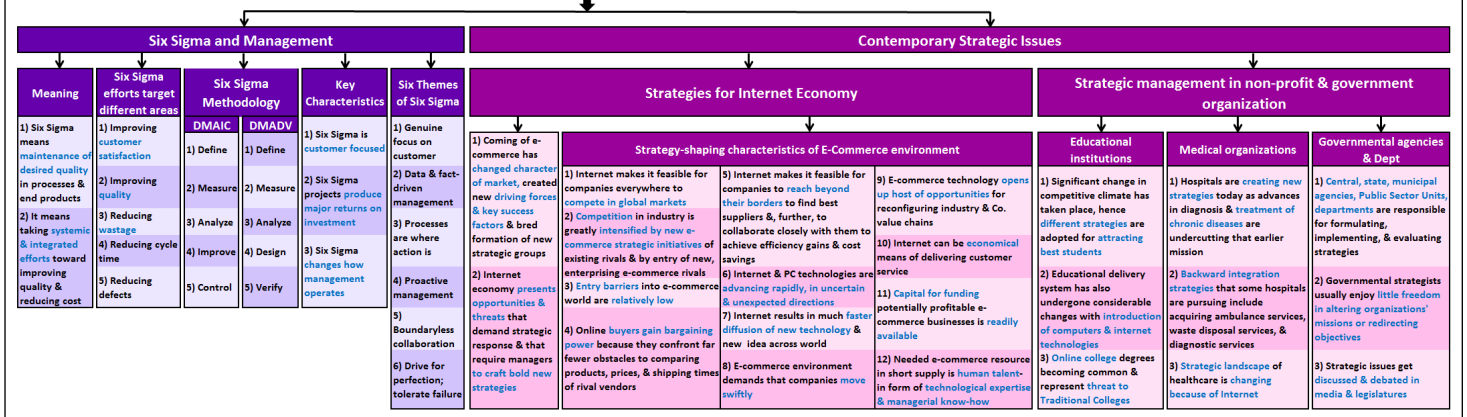 Six Sigma and Management
Contemporary Strategic Issues
Meaning
Six Sigma
efforts target
different areas
Six Sigma
Methodology
Key
Characteristics
Six Themes
of Six Sigma
Strategies for Internet Economy
Strategic management in non-profit & government
organization
DMAIC
DMADV
1) Six Sigma
means
maintenance of
desired quality
in processes &
end products
2) It means
taking systemic
& integrated
efforts toward
improving
quality &
reducing cost
1) Improving
customer
satisfaction
2) Improving
quality
3) Reducing
wastage
4) Reducing cycle
time
5) Reducing
defects
1) Define
2) Measure
3) Analyze
4) Improve
5) Control
1) Define
2) Measure
3) Analyze
4) Design
5) Verify
1) Six Sigma is
customer focused
2) Six Sigma
projects produce
major returns on
investment
3) Six Sigma
changes how
management
operates
1) Genuine
focus on
customer
2) Data & fact-
driven
management
3) Processes
are where
action is
4) Proactive
management
5)
Boundaryless
collaboration
6) Drive for
perfection;
tolerate failure
1) Coming of e-
commerce has
changed character
of market, created
new driving forces
& key success
factors & bred
formation of new
strategic groups
2) Internet
economy presents
opportunities &
threats that
demand strategic
response & that
require managers
to craft bold new
strategies
Strategy-shaping characteristics of E-Commerce environment
1) Internet makes it feasible for
companies everywhere to
compete in global markets
2) Competition in industry is
greatly intensified by new e-
commerce strategic initiatives of
existing rivals & by entry of new,
enterprising e-commerce rivals
3) Entry barriers into e-commerce
world are relatively low
4) Online buyers gain bargaining
power because they confront far
fewer obstacles to comparing
products, prices, & shipping times
of rival vendors
5) Internet makes it feasible for
companies to reach beyond
their borders to find best
suppliers &, further, to
collaborate closely with them to
achieve efficiency gains & cost
savings
6) Internet & PC technologies are
advancing rapidly, in uncertain
& unexpected directions
7) Internet results in much faster
diffusion of new technology &
new idea across world
8) E-commerce environment
demands that companies move
swiftly
9) E-commerce technology opens
up host of opportunities for
reconfiguring industry & Co.
value chains
10) Internet can be economical
means of delivering customer
service
11) Capital for funding
potentially profitable e-
commerce businesses is readily
available
12) Needed e-commerce resource
in short supply is human talent-
in form of technological expertise
& managerial know-how
Educational
institutions
Medical organizations
Governmental agencies
& Dept
1) Significant change in
competitive climate has
taken place, hence
different strategies are
adopted for attracting
best students
2) Educational delivery
system has also
undergone considerable
changes with introduction
of computers & internet
technologies
3) Online college degrees
becoming common &
represent threat to
Traditional Colleges
1) Hospitals are creating new
strategies today as advances
in diagnosis & treatment of
chronic diseases are
undercutting that earlier
mission
2) Backward integration
strategies that some hospitals
are pursuing include
acquiring ambulance services,
waste disposal services, &
diagnostic services
3) Strategic landscape of
healthcare is changing
because of Internet
1) Central, state, municipal
agencies, Public Sector Units,
departments are responsible
for formulating,
implementing, & evaluating
strategies
2) Governmental strategists
usually enjoy little freedom
in altering organizations'
missions or redirecting
objectives
3) Strategic issues get
discussed & debated in
media & legislatures